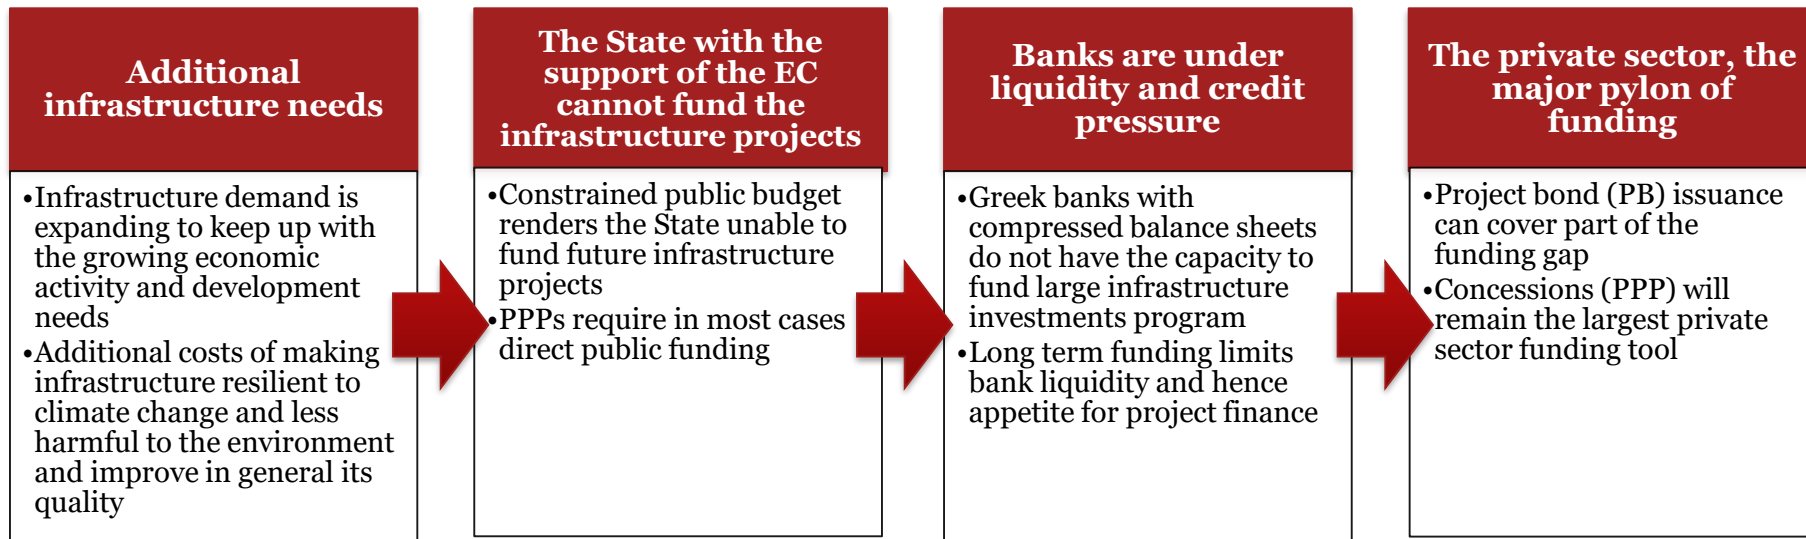 Additional
infrastructure needs
•Infrastructure demand is
expanding to keep up with
the growing economic
activity and development
needs
•Additional costs of making
infrastructure resilient to
climate change and less
harmful to the environment
and improve in general its
quality
The State with the
support of the EC
cannot fund the
infrastructure projects
•Constrained public budget
renders the State unable to
fund future infrastructure
projects
•PPPs require in most cases
direct public funding
Banks are under
liquidity and credit
pressure
•Greek banks with
compressed balance sheets
do not have the capacity to
fund large infrastructure
investments program
•Long term funding limits
bank liquidity and hence
appetite for project finance
The private sector, the
major pylon of
funding
•Project bond (PB) issuance
can cover part of the
funding gap
•Concessions (PPP) will
remain the largest private
sector funding tool